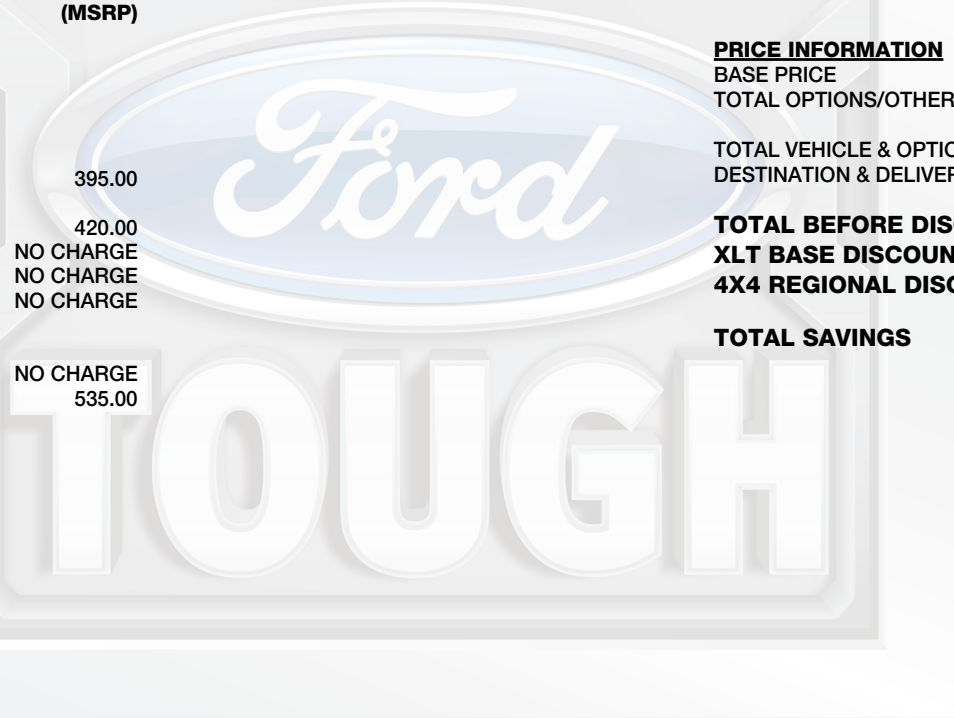 (MSRP)
395.00
420.00
NO CHARGE
NO CHARGE
NO CHARGE
NO CHARGE
535.00
PRICE INFORMATION
BASE PRICE
TOTAL OPTIONS/OTHER
TOTAL VEHICLE & OPTIO
DESTINATION & DELIVER
TOTAL BEFORE DISC
XLT BASE DISCOUN
4X4 REGIONAL DISC
TOTAL SAVINGS
Ford
TOUGH